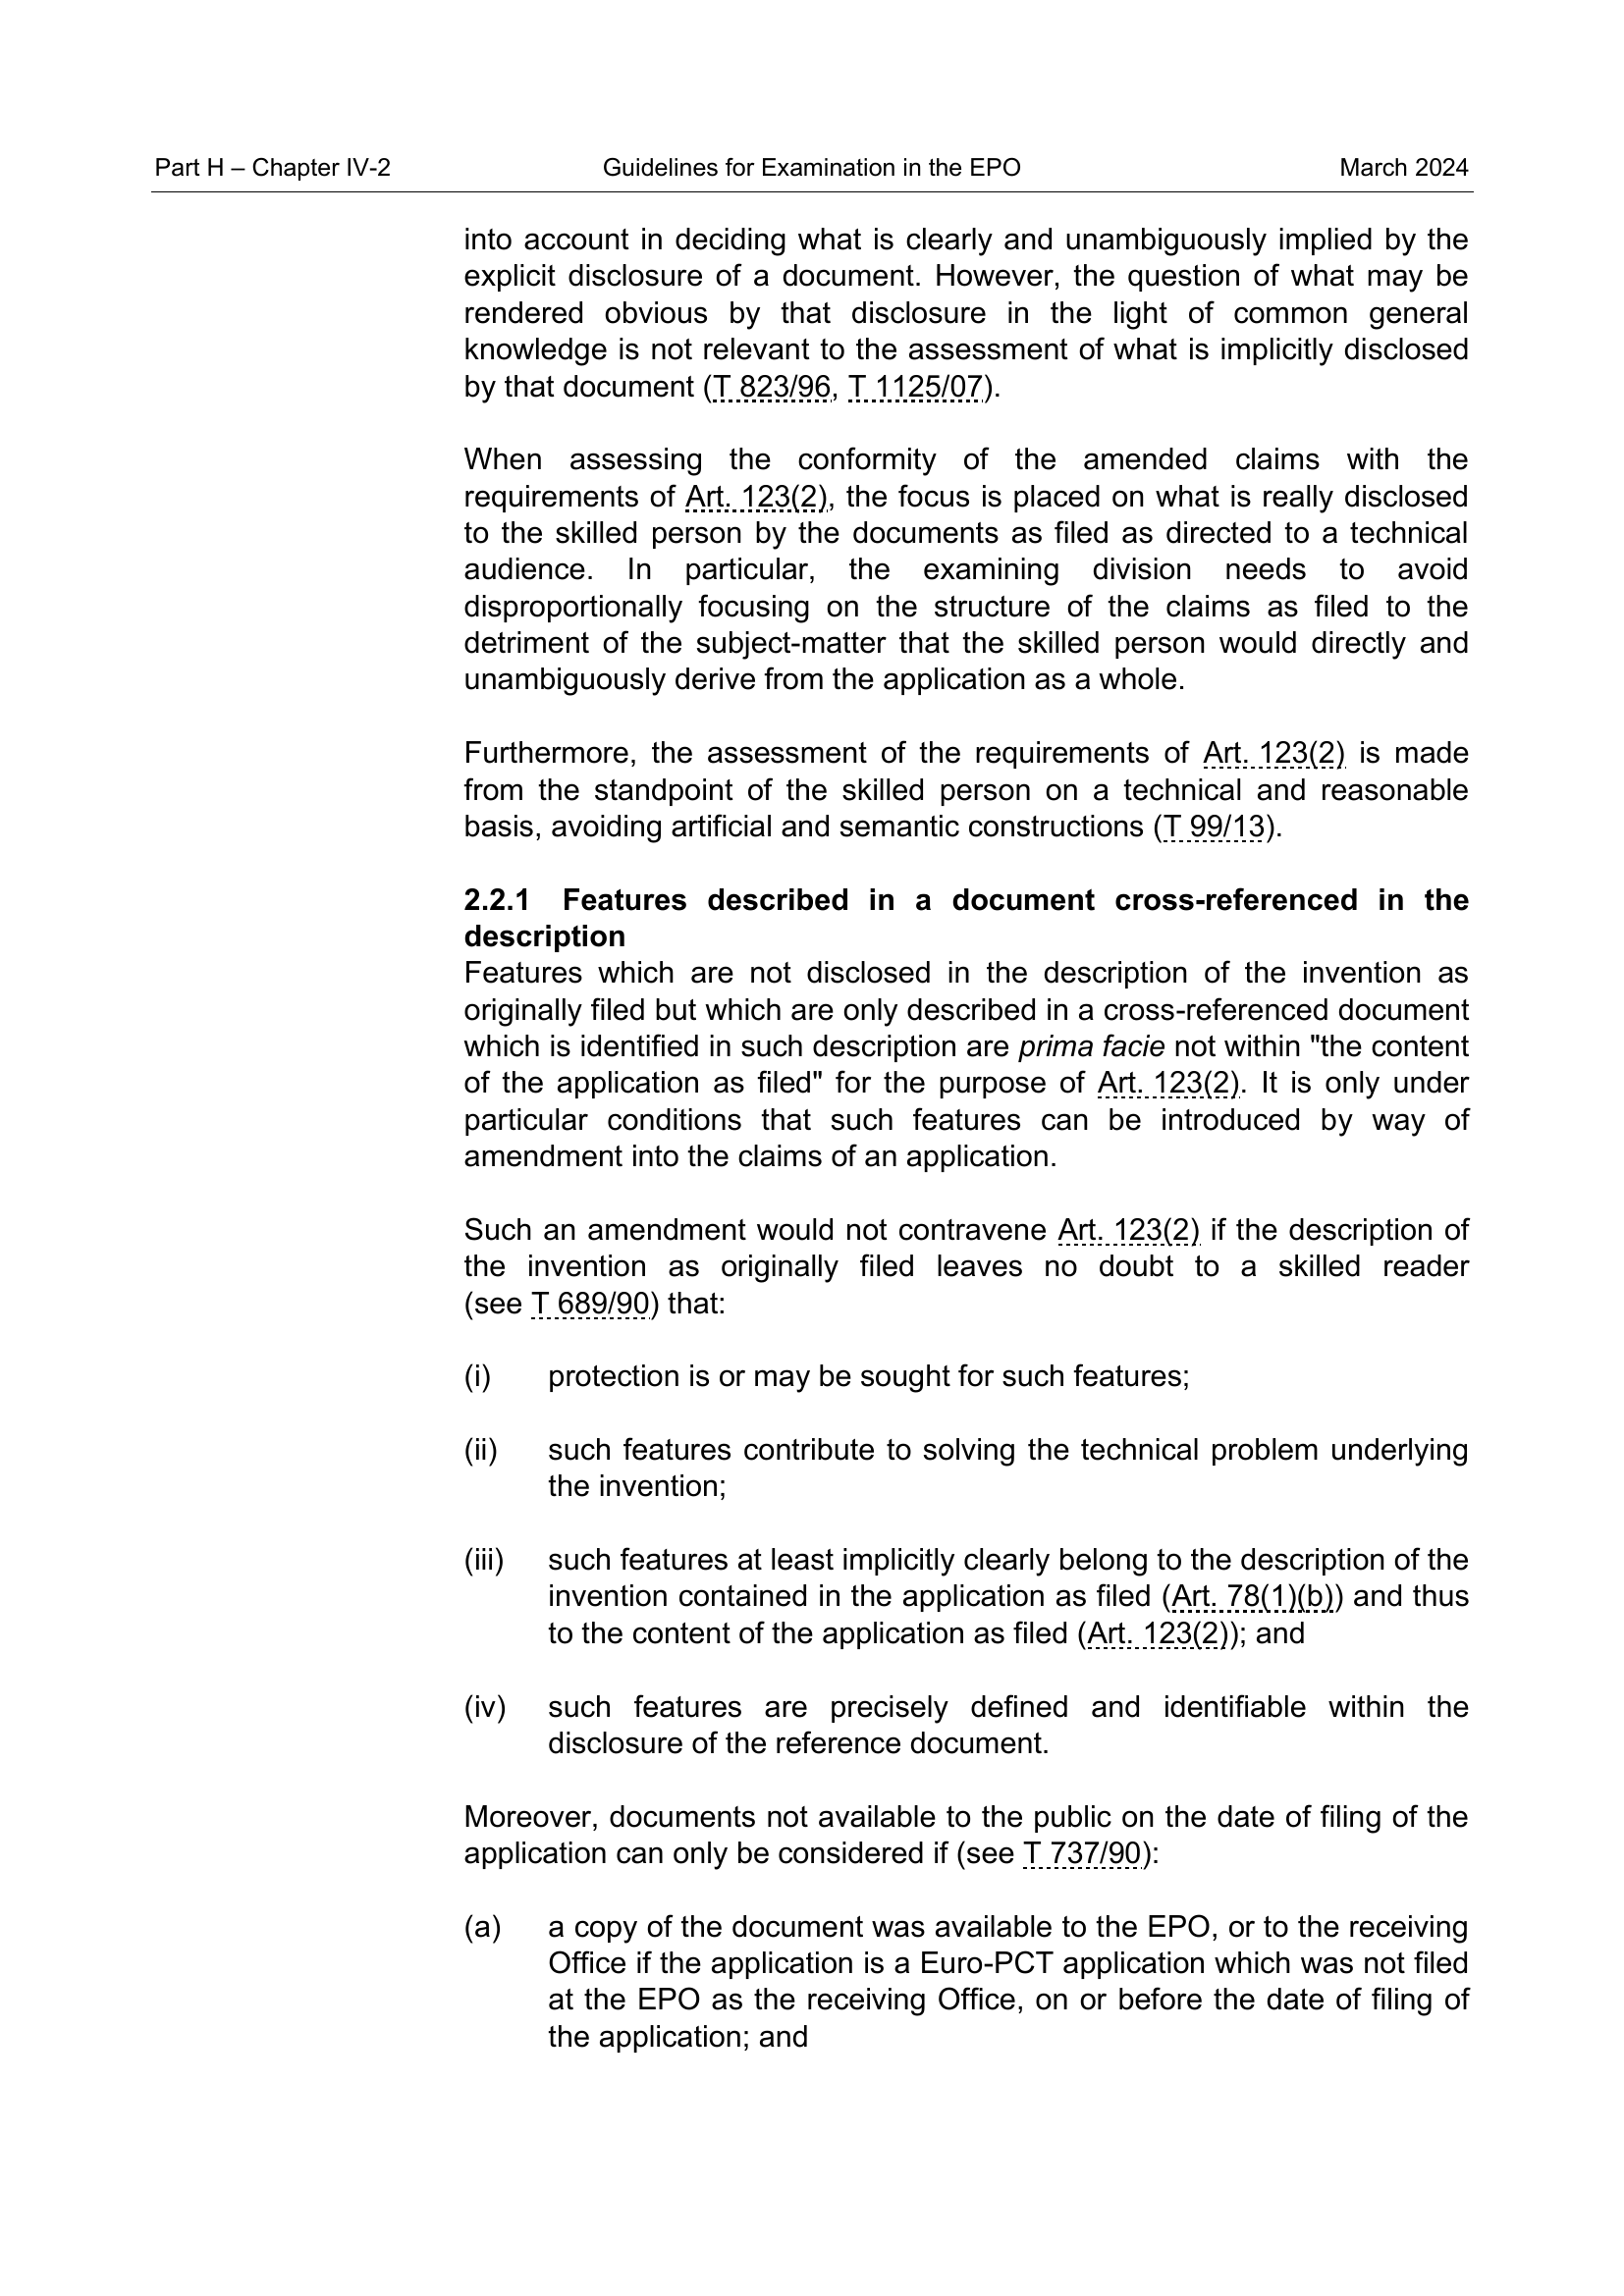 Part H – Chapter IV-2 Guidelines for Examination in the EPO March 2024
into account in deciding what is clearly and unambiguously implied by the
explicit disclosure of a document. However, the question of what may be
rendered obvious by that disclosure in the light of common general
knowledge is not relevant to the assessment of what is implicitly disclosed
by that document (T 823/96, T 1125/07).
When assessing the conformity of the amended claims with the
requirements of Art. 123(2), the focus is placed on what is really disclosed
to the skilled person by the documents as filed as directed to a technical
audience. In particular, the examining division needs to avoid
disproportionally focusing on the structure of the claims as filed to the
detriment of the subject-matter that the skilled person would directly and
unambiguously derive from the application as a whole.
Furthermore, the assessment of the requirements of Art. 123(2) is made
from the standpoint of the skilled person on a technical and reasonable
basis, avoiding artificial and semantic constructions (T 99/13).
2.2.1 Features described in a document cross-referenced in the
description
Features which are not disclosed in the description of the invention as
originally filed but which are only described in a cross-referenced document
which is identified in such description are prima facie not within "the content
of the application as filed" for the purpose of Art. 123(2). It is only under
particular conditions that such features can be introduced by way of
amendment into the claims of an application.
Such an amendment would not contravene Art. 123(2) if the description of
the invention as originally filed leaves no doubt to a skilled reader
(see T 689/90) that:
(i) protection is or may be sought for such features;
(ii) such features contribute to solving the technical problem underlying
the invention;
(iii) such features at least implicitly clearly belong to the description of the
invention contained in the application as filed (Art. 78(1)(b)) and thus
to the content of the application as filed (Art. 123(2)); and
(iv) such features are precisely defined and identifiable within the
disclosure of the reference document.
Moreover, documents not available to the public on the date of filing of the
application can only be considered if (see T 737/90):
(a) a copy of the document was available to the EPO, or to the receiving
Office if the application is a Euro-PCT application which was not filed
at the EPO as the receiving Office, on or before the date of filing of
the application; and